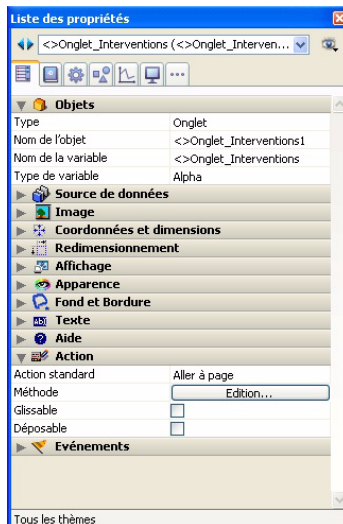 Liste des propriétés
<>Onglet_Interventions (<>Onglet_Interven...
Objets
Type Onglet
Nom de l'objet <>Onglet_Interventions1
Nom de la variable <>Onglet_Interventions
Type de variable Alpha
Source de données
Image
Coordonnées et dimensions
Redimensionnement
Affichage
Apparence
Fond et Bordure
Texte
Aide
Action
Action standard Aller à page
Méthode Edition...
Glissable
Déposable
Evénements
Tous les thèmes